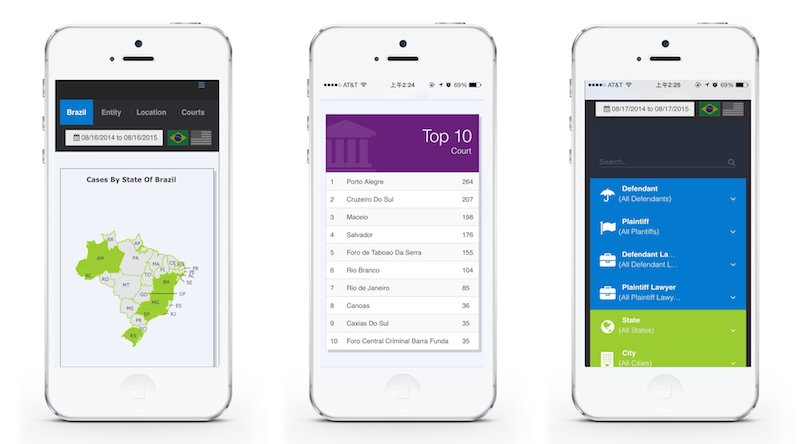 Brazil Entity Location Courts
08/16/2014 to 08/16/2015
Cases By State Of Brazil
RR AP
AM PA MA CE RN
PI PB
AC TO PE
RO AL
SE
MT BA
GO DF
MG ES
MS
SP RJ
PR
SC
RS
AT&T 上午2:24 69%
Top 10
Court
1 Porto Alegre 264
2 Cruzeiro Do Sul 207
3 Maceio 198
4 Salvador 176
5 Foro de Taboao Da Serra 155
6 Rio Branco 104
7 Rio de Janeiro 85
8 Canoas 36
9 Caxias Do Sul 35
10 Foro Central Criminal Barra Funda 35
AT&T 上午2:25 69%
08/17/2014 to 08/17/2015
Search...
Defendant
(All Defendants)
Plaintiff
(All Plantiffs)
Defendant La...
(All Defendant L...
Plaintiff Lawyer
(All Plaintiff Lawy...
State
(All States)
City
(All Cities)